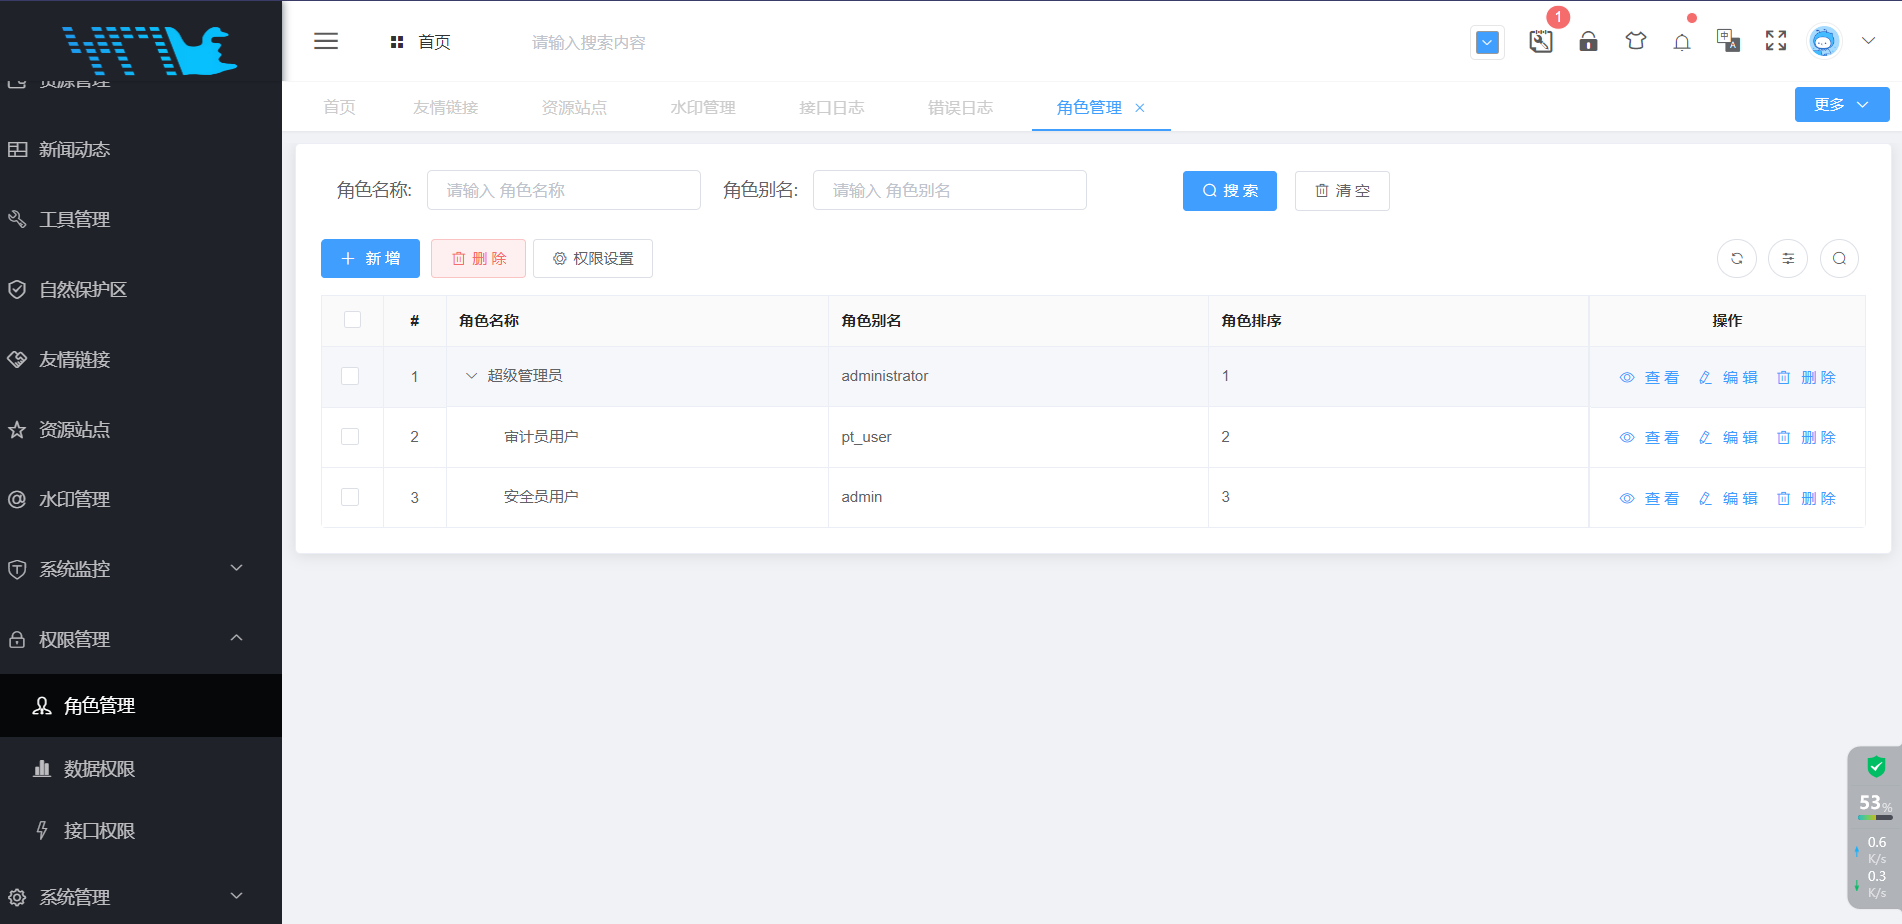 首页
请输入搜索内容
1
中
A
资源管理
新闻动态
工具管理
自然保护区
友情链接
资源站点
水印管理
系统监控
权限管理
角色管理
数据权限
接口权限
系统管理
首页 友情链接 资源站点 水印管理 接口日志 错误日志 角色管理
更多
角色名称: 请输入 角色名称 角色别名: 请输入 角色别名 搜 索 清 空
新 增 删 除 权限设置
# 角色名称 角色别名 角色排序 操作
1 超级管理员 administrator 1 查 看 编 辑 删 除
2 审计员用户 pt_user 2 查 看 编 辑 删 除
3 安全员用户 admin 3 查 看 编 辑 删 除
53%
0.6
K/s
0.3
K/s